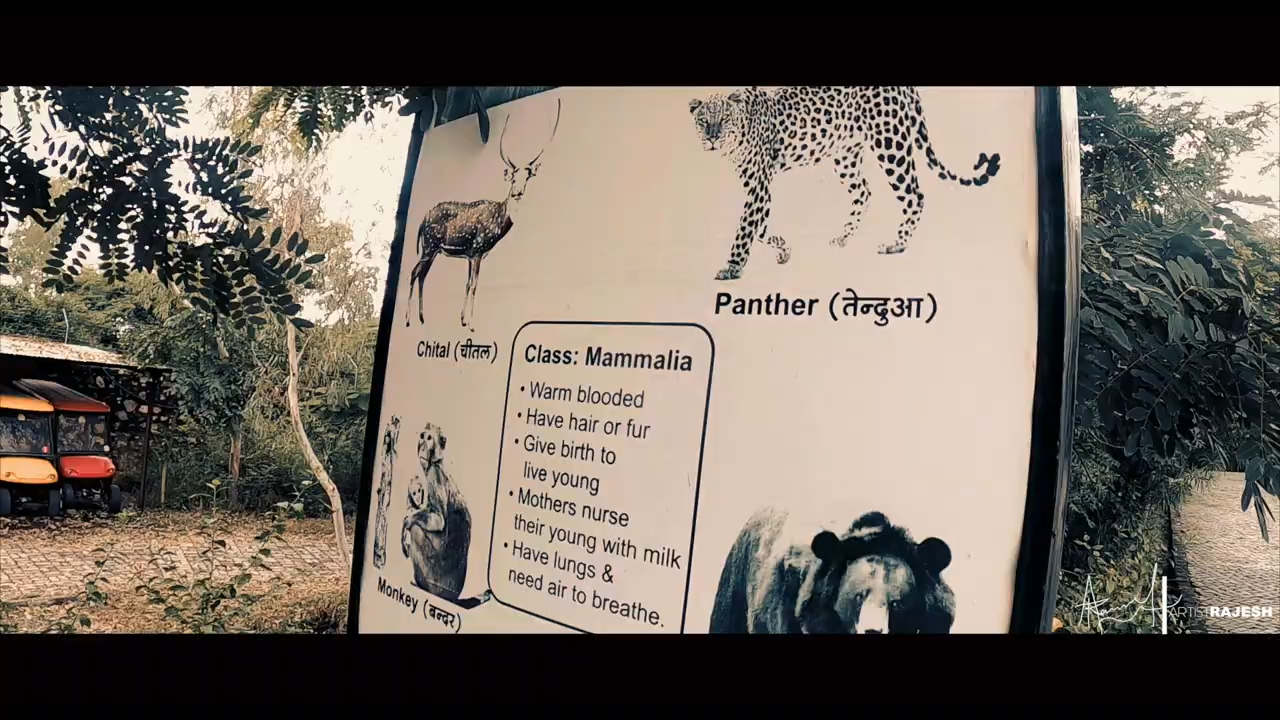 Panther (तेन्दुआ)
Chital (चीतल)
Class: Mammalia
• Warm blooded
• Have hair or fur
• Give birth to
live young
• Mothers nurse
their young with milk
• Have lungs &
need air to breathe.
Monkey (बन्दर)
ARTIST RAJESH